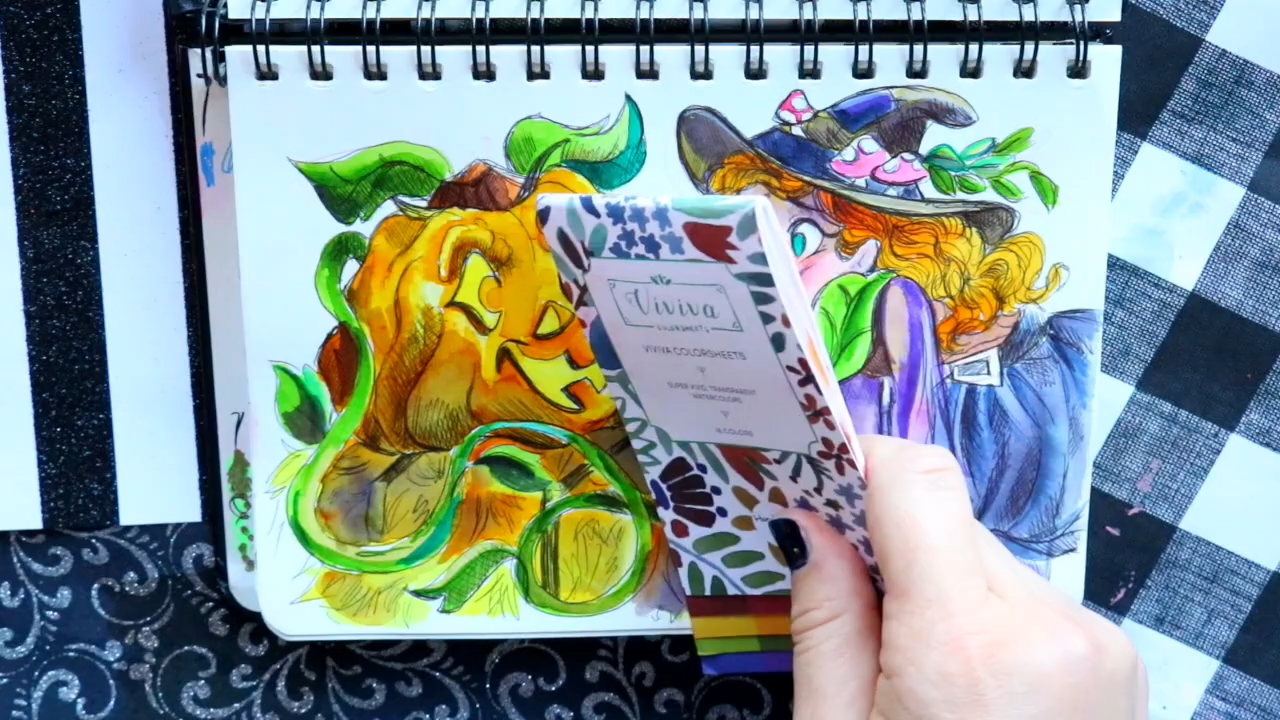 Viviva
COLORSHEETS
VIVIVA COLORSHEETS
SUPER VIVID, TRANSPARENT
WATERCOLORS
16 COLORS